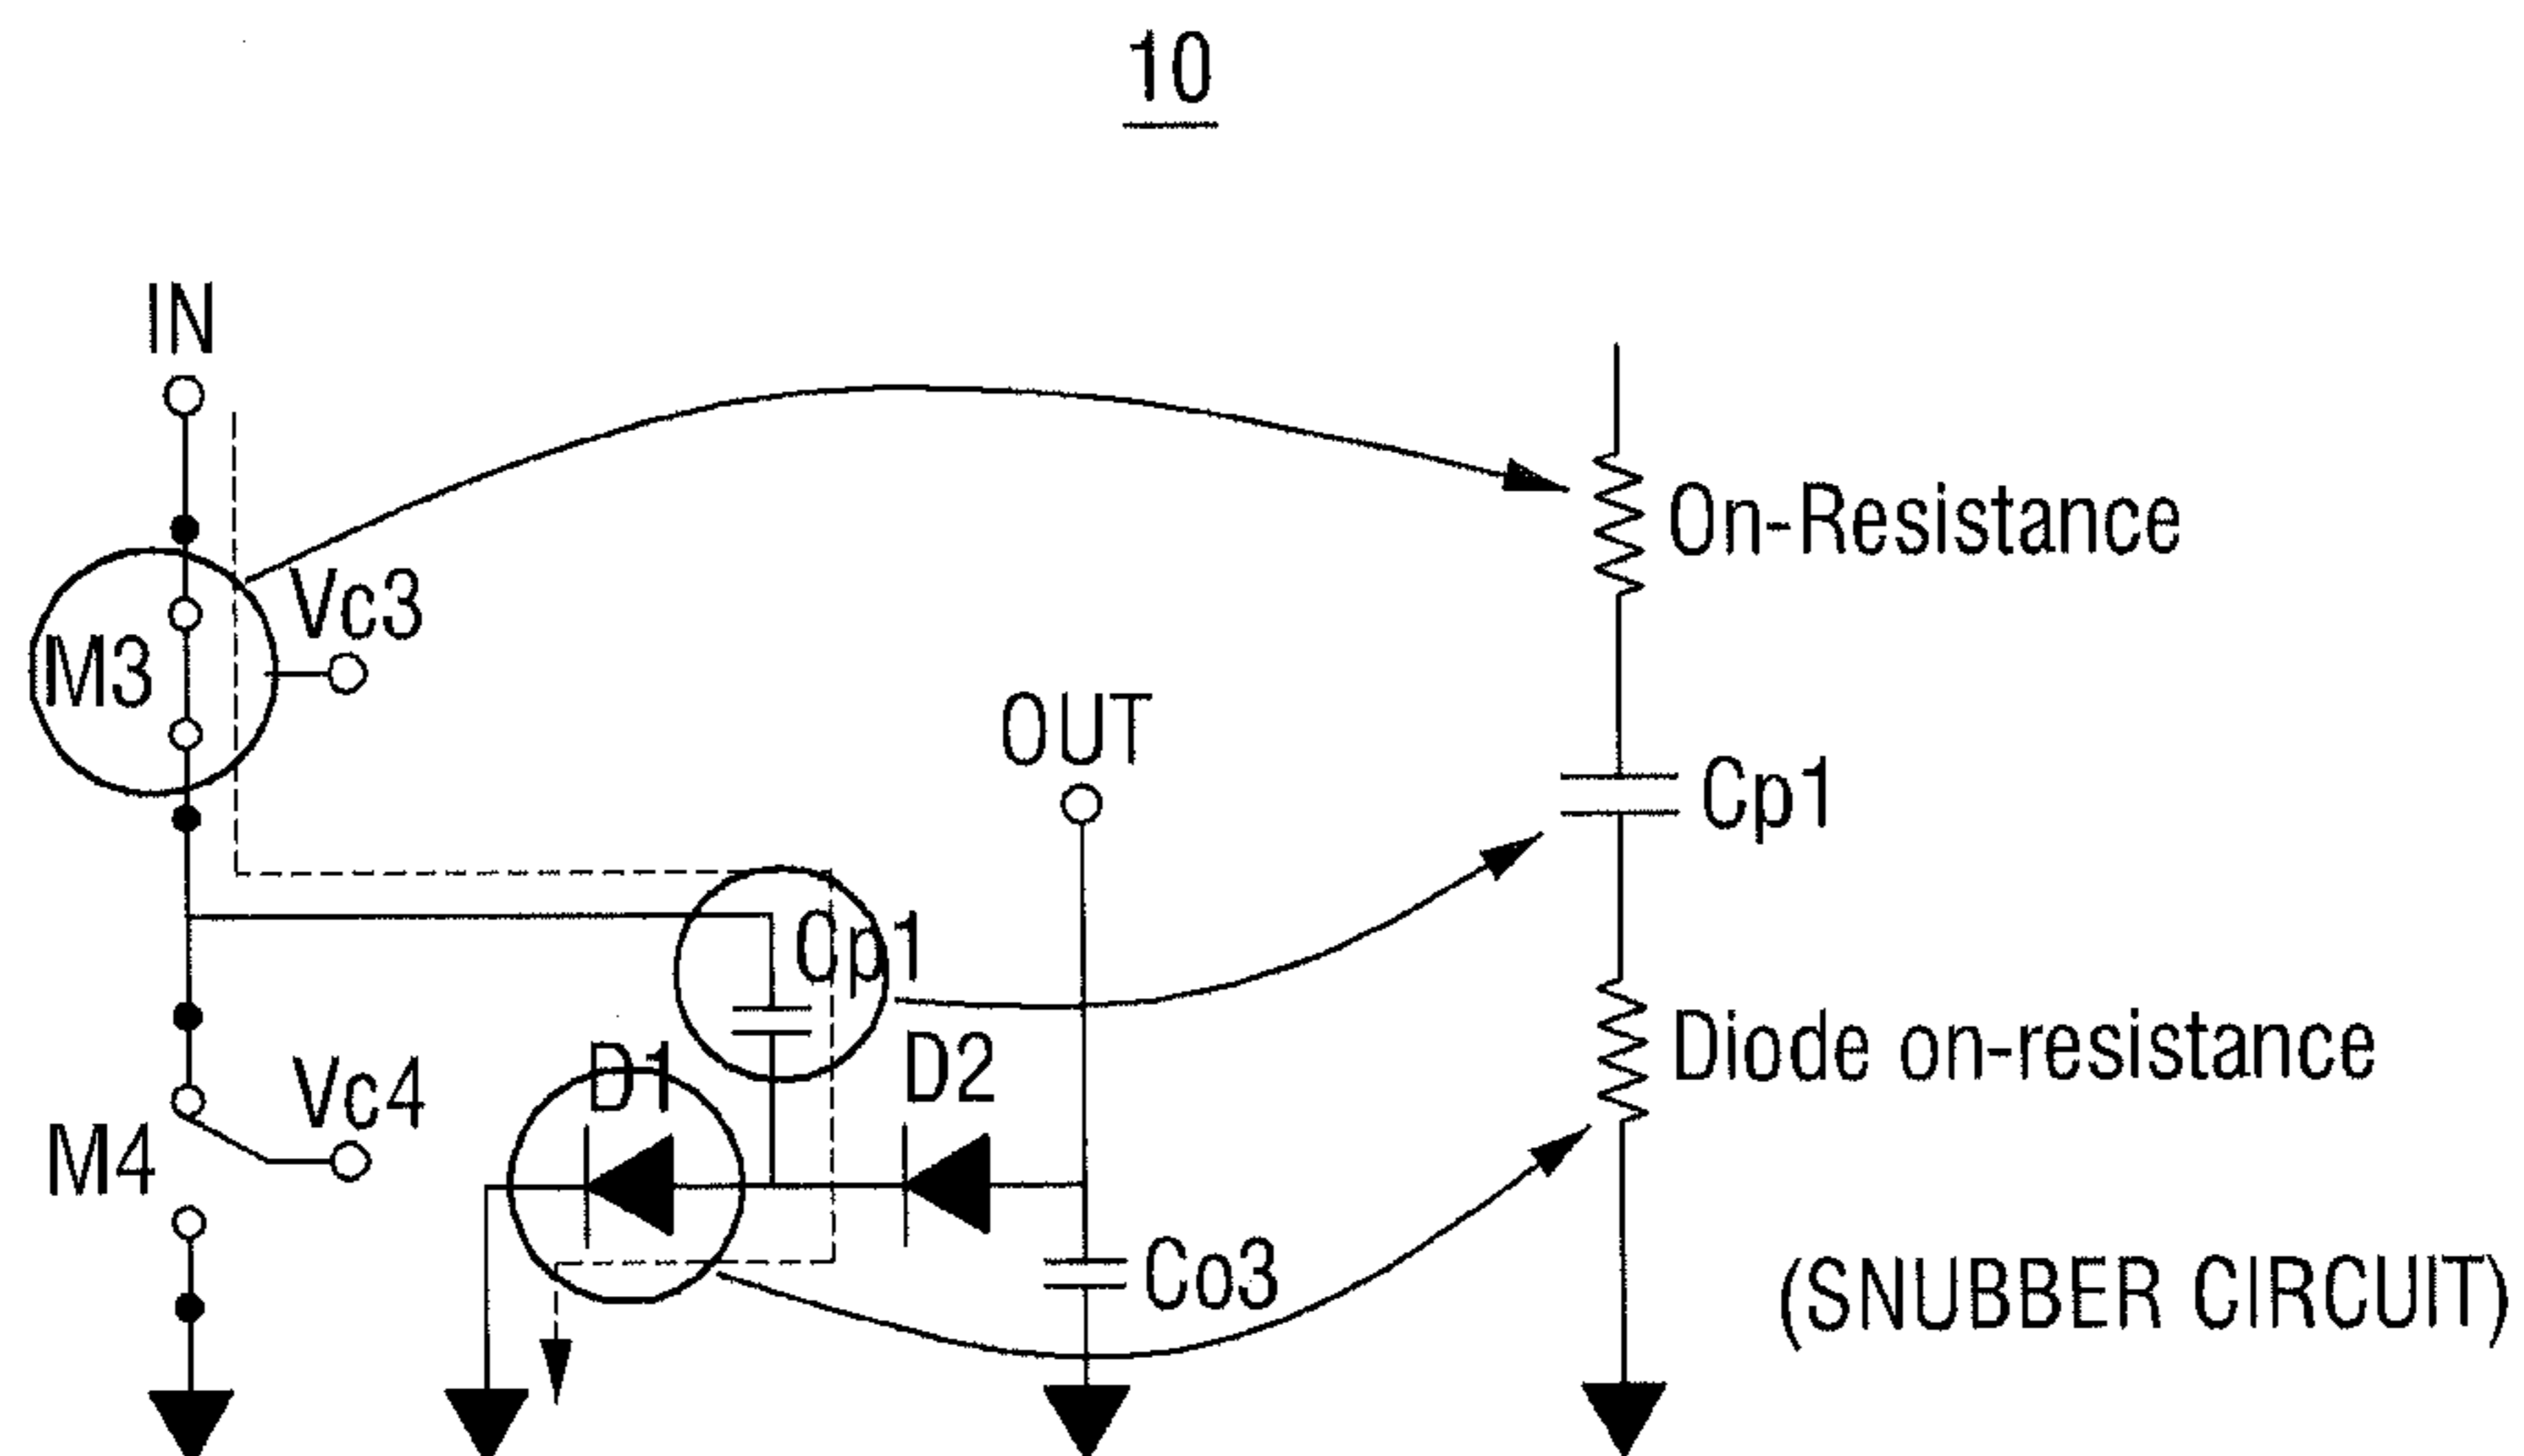 10
IN
On-Resistance
Vc3
M3
OUT
Cp1
Cp1
D1
D2
Diode on-resistance
Vc4
M4
Co3
(SNUBBER CIRCUIT)